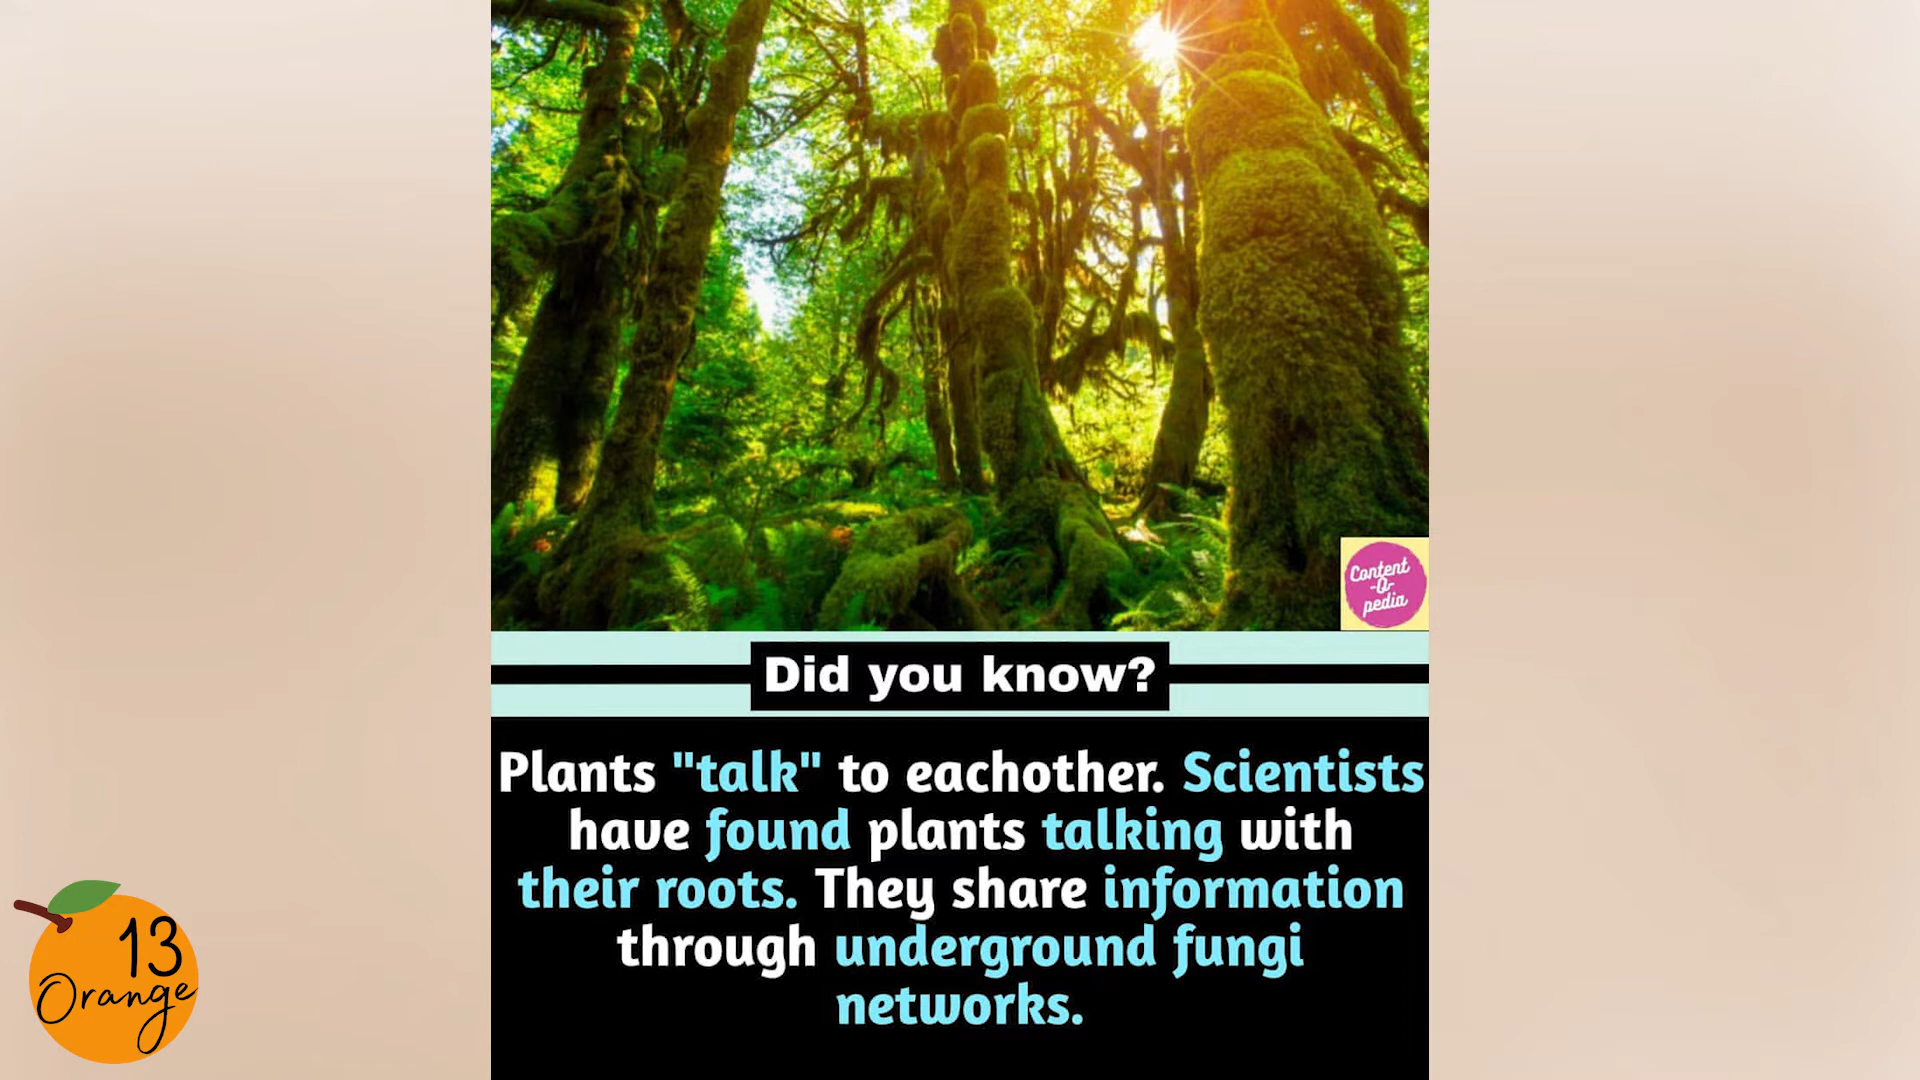 Content
-O-
pedia
Did you know?
Plants "talk" to eachother. Scientists
have found plants talking with
their roots. They share information
through underground fungi
networks.
13
Orange